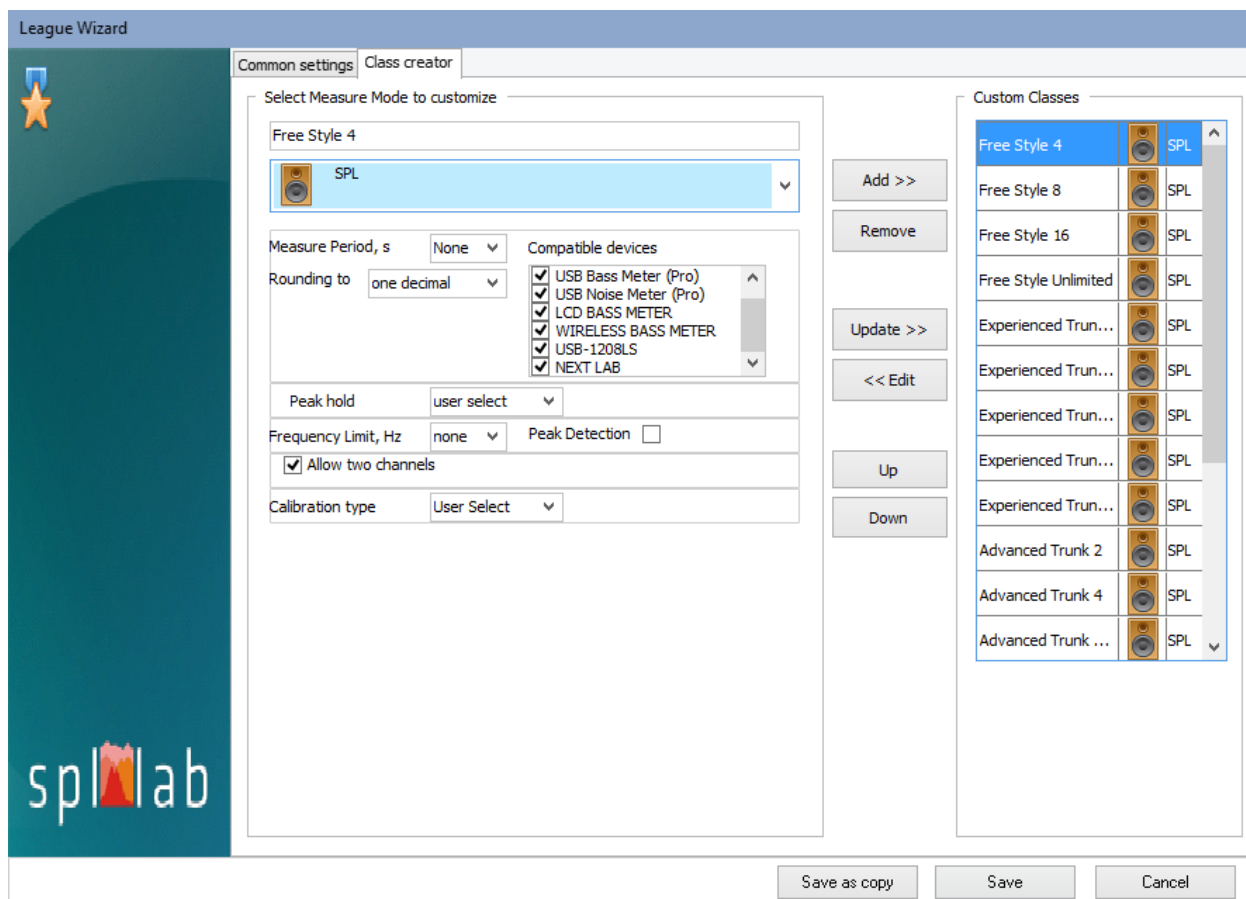 League Wizard
Common settings
Class creator
Select Measure Mode to customize
Free Style 4
SPL
Measure Period, s
None
Rounding to
one decimal
Compatible devices
USB Bass Meter (Pro)
USB Noise Meter (Pro)
LCD BASS METER
WIRELESS BASS METER
USB-1208LS
NEXT LAB
Peak hold
user select
Frequency Limit, Hz
none
Peak Detection
Allow two channels
Calibration type
User Select
Add >>
Remove
Update >>
<< Edit
Up
Down
Custom Classes
Free Style 4 SPL
Free Style 8 SPL
Free Style 16 SPL
Free Style Unlimited SPL
Experienced Trun... SPL
Experienced Trun... SPL
Experienced Trun... SPL
Experienced Trun... SPL
Experienced Trun... SPL
Advanced Trunk 2 SPL
Advanced Trunk 4 SPL
Advanced Trunk ... SPL
spl lab
Save as copy
Save
Cancel